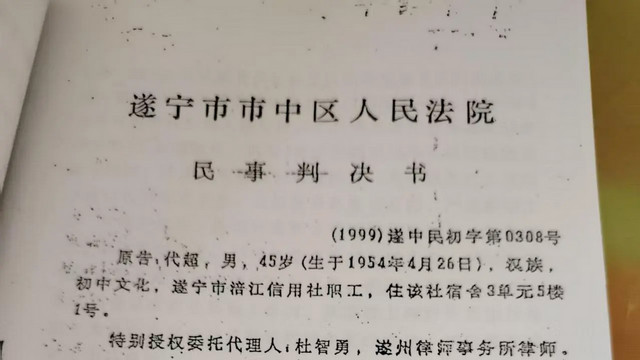 遂宁市市中区人民法院
民事判决书
(1999)遂中民初字第0308号
原告代超，男，45岁(生于1954年4月26日)，汉族，
初中文化，遂宁市涪江信用社职工，住该社宿舍3单元5楼
1号。
特别授权委托代理人杜智勇，遂州律师事务所律师。